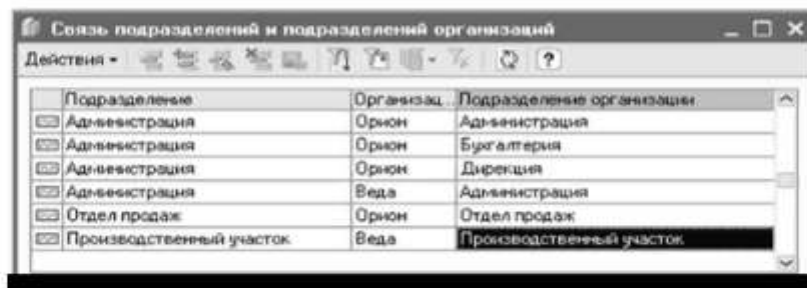 Связь подразделений и подразделений организаций
Действия
?
Подразделение Организац... Подразделение организации
Администрация Орион Администрация
Администрация Орион Бухгалтерия
Администрация Орион Дирекция
Администрация Веда Администрация
Отдел продаж Орион Отдел продаж
Производственный участок Веда Производственный участок